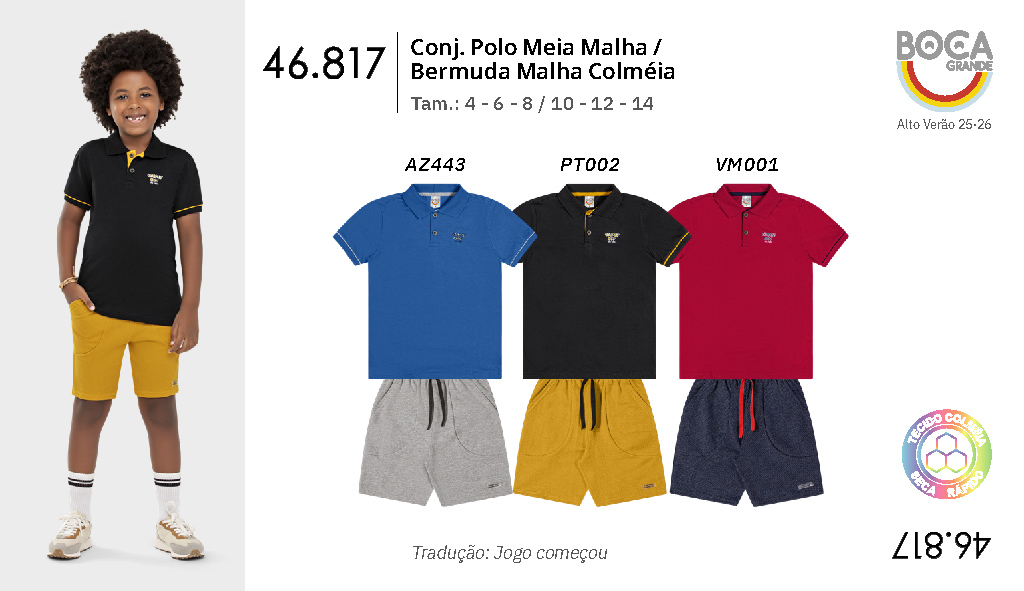 46.817
Conj. Polo Meia Malha /
Bermuda Malha Colméia
Tam.: 4 - 6 - 8 / 10 - 12 - 14
BOCA
GRANDE
Alto Verão 25-26
AZ443
PT002
VM001
TECIDO COLMÉIA
SECA RÁPIDO
Tradução: Jogo começou
46.817